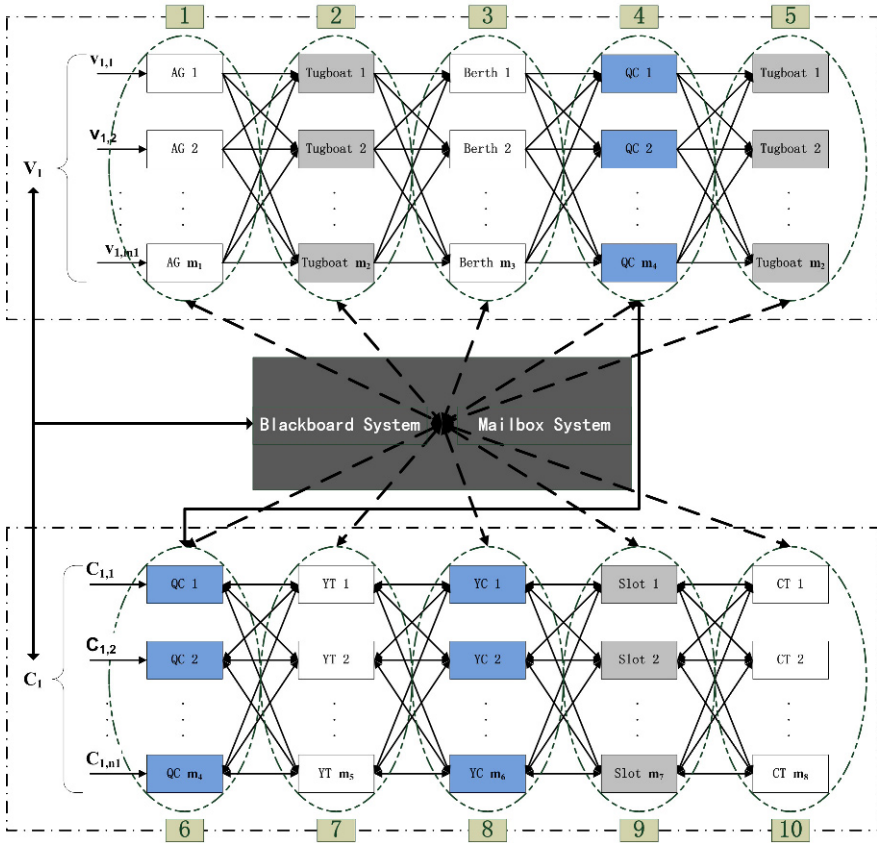 1 2 3 4 5
v1,1 AG 1 Tugboat 1 Berth 1 QC 1 Tugboat 1
v1,2 AG 2 Tugboat 2 Berth 2 QC 2 Tugboat 2
V1
v1,m1 AG m1 Tugboat m2 Berth m3 QC m4 Tugboat m2
Blackboard System Mailbox System
C1,1 QC 1 YT 1 YC 1 Slot 1 CT 1
C1,2 QC 2 YT 2 YC 2 Slot 2 CT 2
C1
C1,n1 QC m4 YT m5 YC m6 Slot m7 CT m8
6 7 8 9 10